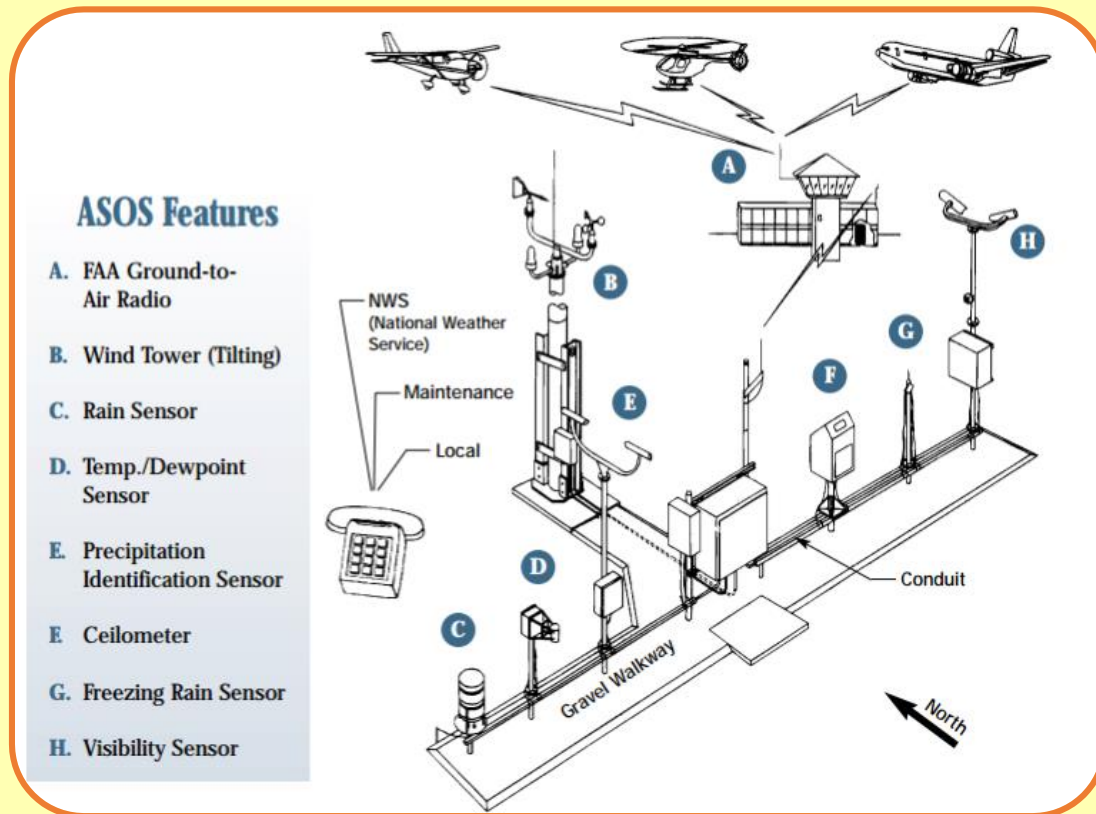 ASOS Features
A. FAA Ground-to-
Air Radio
B. Wind Tower (Tilting)
C. Rain Sensor
D. Temp./Dewpoint
Sensor
E. Precipitation
Identification Sensor
F. Ceilometer
G. Freezing Rain Sensor
H. Visibility Sensor
NWS
(National Weather
Service)
Maintenance
Local
A
B
C
D
E
F
G
H
Conduit
Gravel Walkway
North